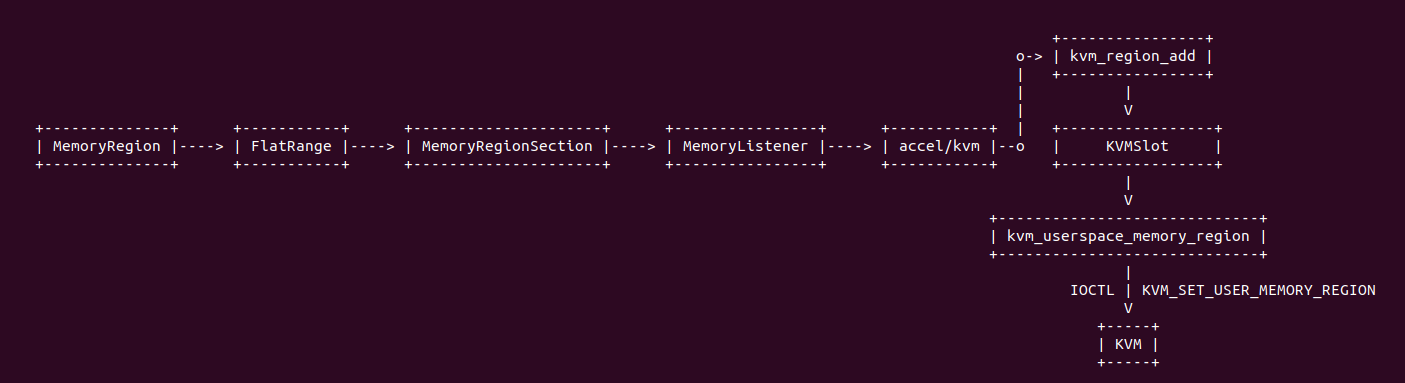 kvm_region_add
MemoryRegion FlatRange MemoryRegionSection MemoryListener accel/kvm KVMSlot
kvm_userspace_memory_region
IOCTL KVM_SET_USER_MEMORY_REGION
KVM